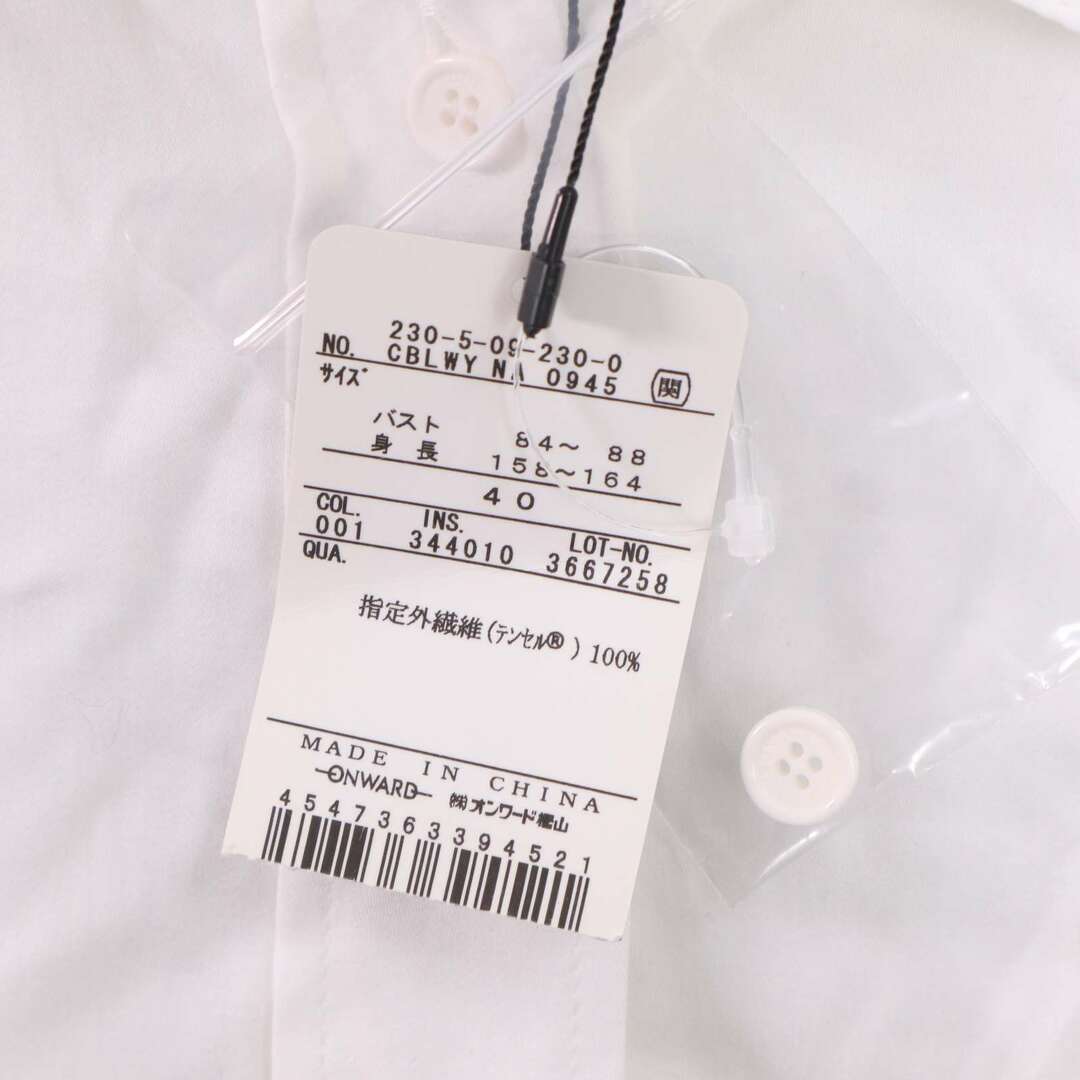 230-5-09-230-0
NO. CBLWY NA 0945 関
サイズ
バスト 84～ 88
身長 158～164
40
COL. INS. LOT-NO.
001 344010 3667258
QUA.
指定外繊維(テンセル®)100%
MADE IN CHINA
ONWARD ㈱オンワード樫山
4547363394521